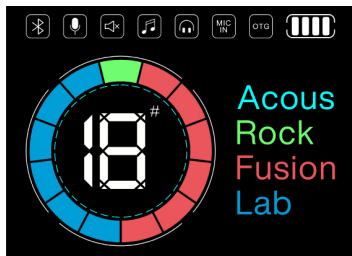 MIC IN
OTG
18#
Acous
Rock
Fusion
Lab